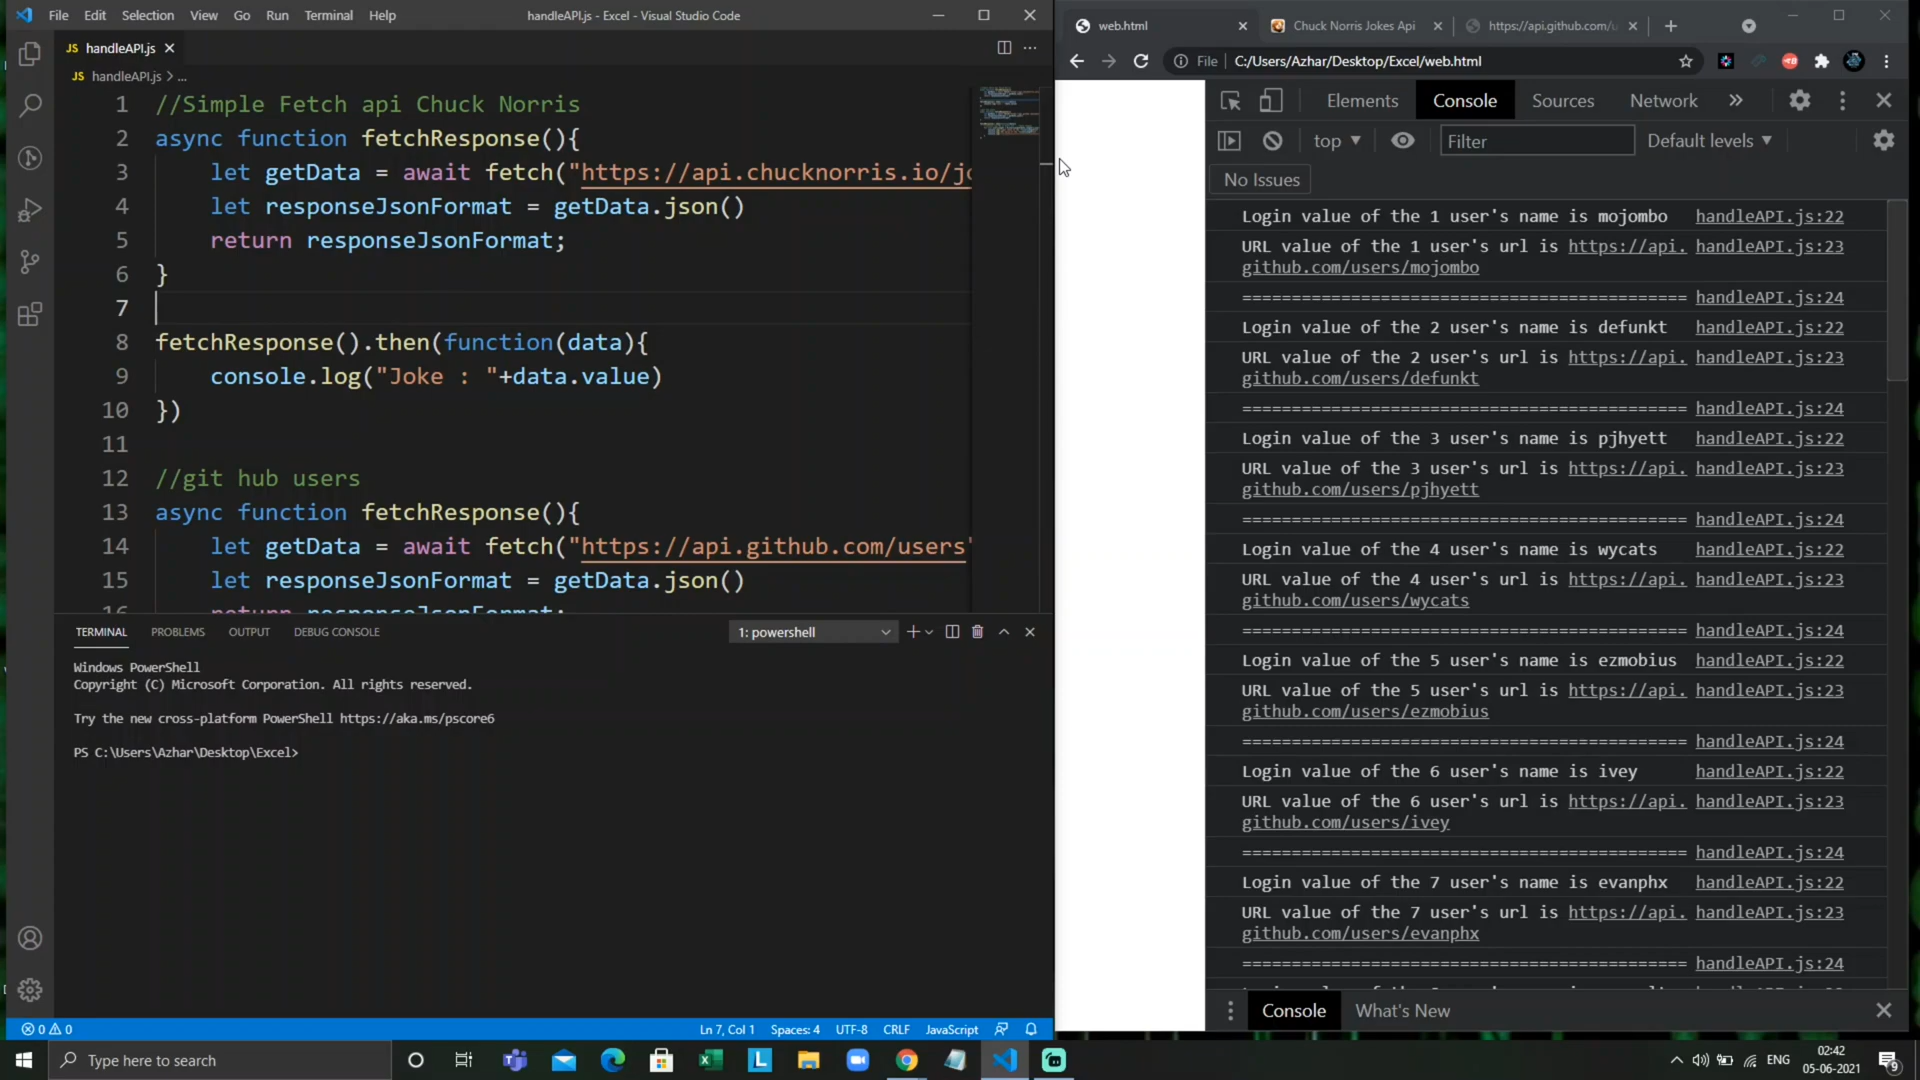 File Edit Selection View Go Run Terminal Help
handleAPI.js - Excel - Visual Studio Code
JS handleAPI.js
JS handleAPI.js > ...
1 //Simple Fetch api Chuck Norris
2 async function fetchResponse(){
3 let getData = await fetch("https://api.chucknorris.io/jo
4 let responseJsonFormat = getData.json()
5 return responseJsonFormat;
6 }
7
8 fetchResponse().then(function(data){
9 console.log("Joke : "+data.value)
10 })
11
12 //git hub users
13 async function fetchResponse(){
14 let getData = await fetch("https://api.github.com/users"
15 let responseJsonFormat = getData.json()
16 return responseJsonFormat;
TERMINAL PROBLEMS OUTPUT DEBUG CONSOLE
1: powershell
Windows PowerShell
Copyright (C) Microsoft Corporation. All rights reserved.
Try the new cross-platform PowerShell https://aka.ms/pscore6
PS C:\Users\Azhar\Desktop\Excel>
0 0
Ln 7, Col 1 Spaces: 4 UTF-8 CRLF JavaScript
web.html
Chuck Norris Jokes Api
https://api.github.com/u
File C:/Users/Azhar/Desktop/Excel/web.html
Elements Console Sources Network »
top Filter Default levels
No Issues
Login value of the 1 user's name is mojombo handleAPI.js:22
URL value of the 1 user's url is https://api. handleAPI.js:23
github.com/users/mojombo
============================================= handleAPI.js:24
Login value of the 2 user's name is defunkt handleAPI.js:22
URL value of the 2 user's url is https://api. handleAPI.js:23
github.com/users/defunkt
============================================= handleAPI.js:24
Login value of the 3 user's name is pjhyett handleAPI.js:22
URL value of the 3 user's url is https://api. handleAPI.js:23
github.com/users/pjhyett
============================================= handleAPI.js:24
Login value of the 4 user's name is wycats handleAPI.js:22
URL value of the 4 user's url is https://api. handleAPI.js:23
github.com/users/wycats
============================================= handleAPI.js:24
Login value of the 5 user's name is ezmobius handleAPI.js:22
URL value of the 5 user's url is https://api. handleAPI.js:23
github.com/users/ezmobius
============================================= handleAPI.js:24
Login value of the 6 user's name is ivey handleAPI.js:22
URL value of the 6 user's url is https://api. handleAPI.js:23
github.com/users/ivey
============================================= handleAPI.js:24
Login value of the 7 user's name is evanphx handleAPI.js:22
URL value of the 7 user's url is https://api. handleAPI.js:23
github.com/users/evanphx
============================================= handleAPI.js:24
Console What's New
Type here to search
ENG
02:42
05-06-2021
9